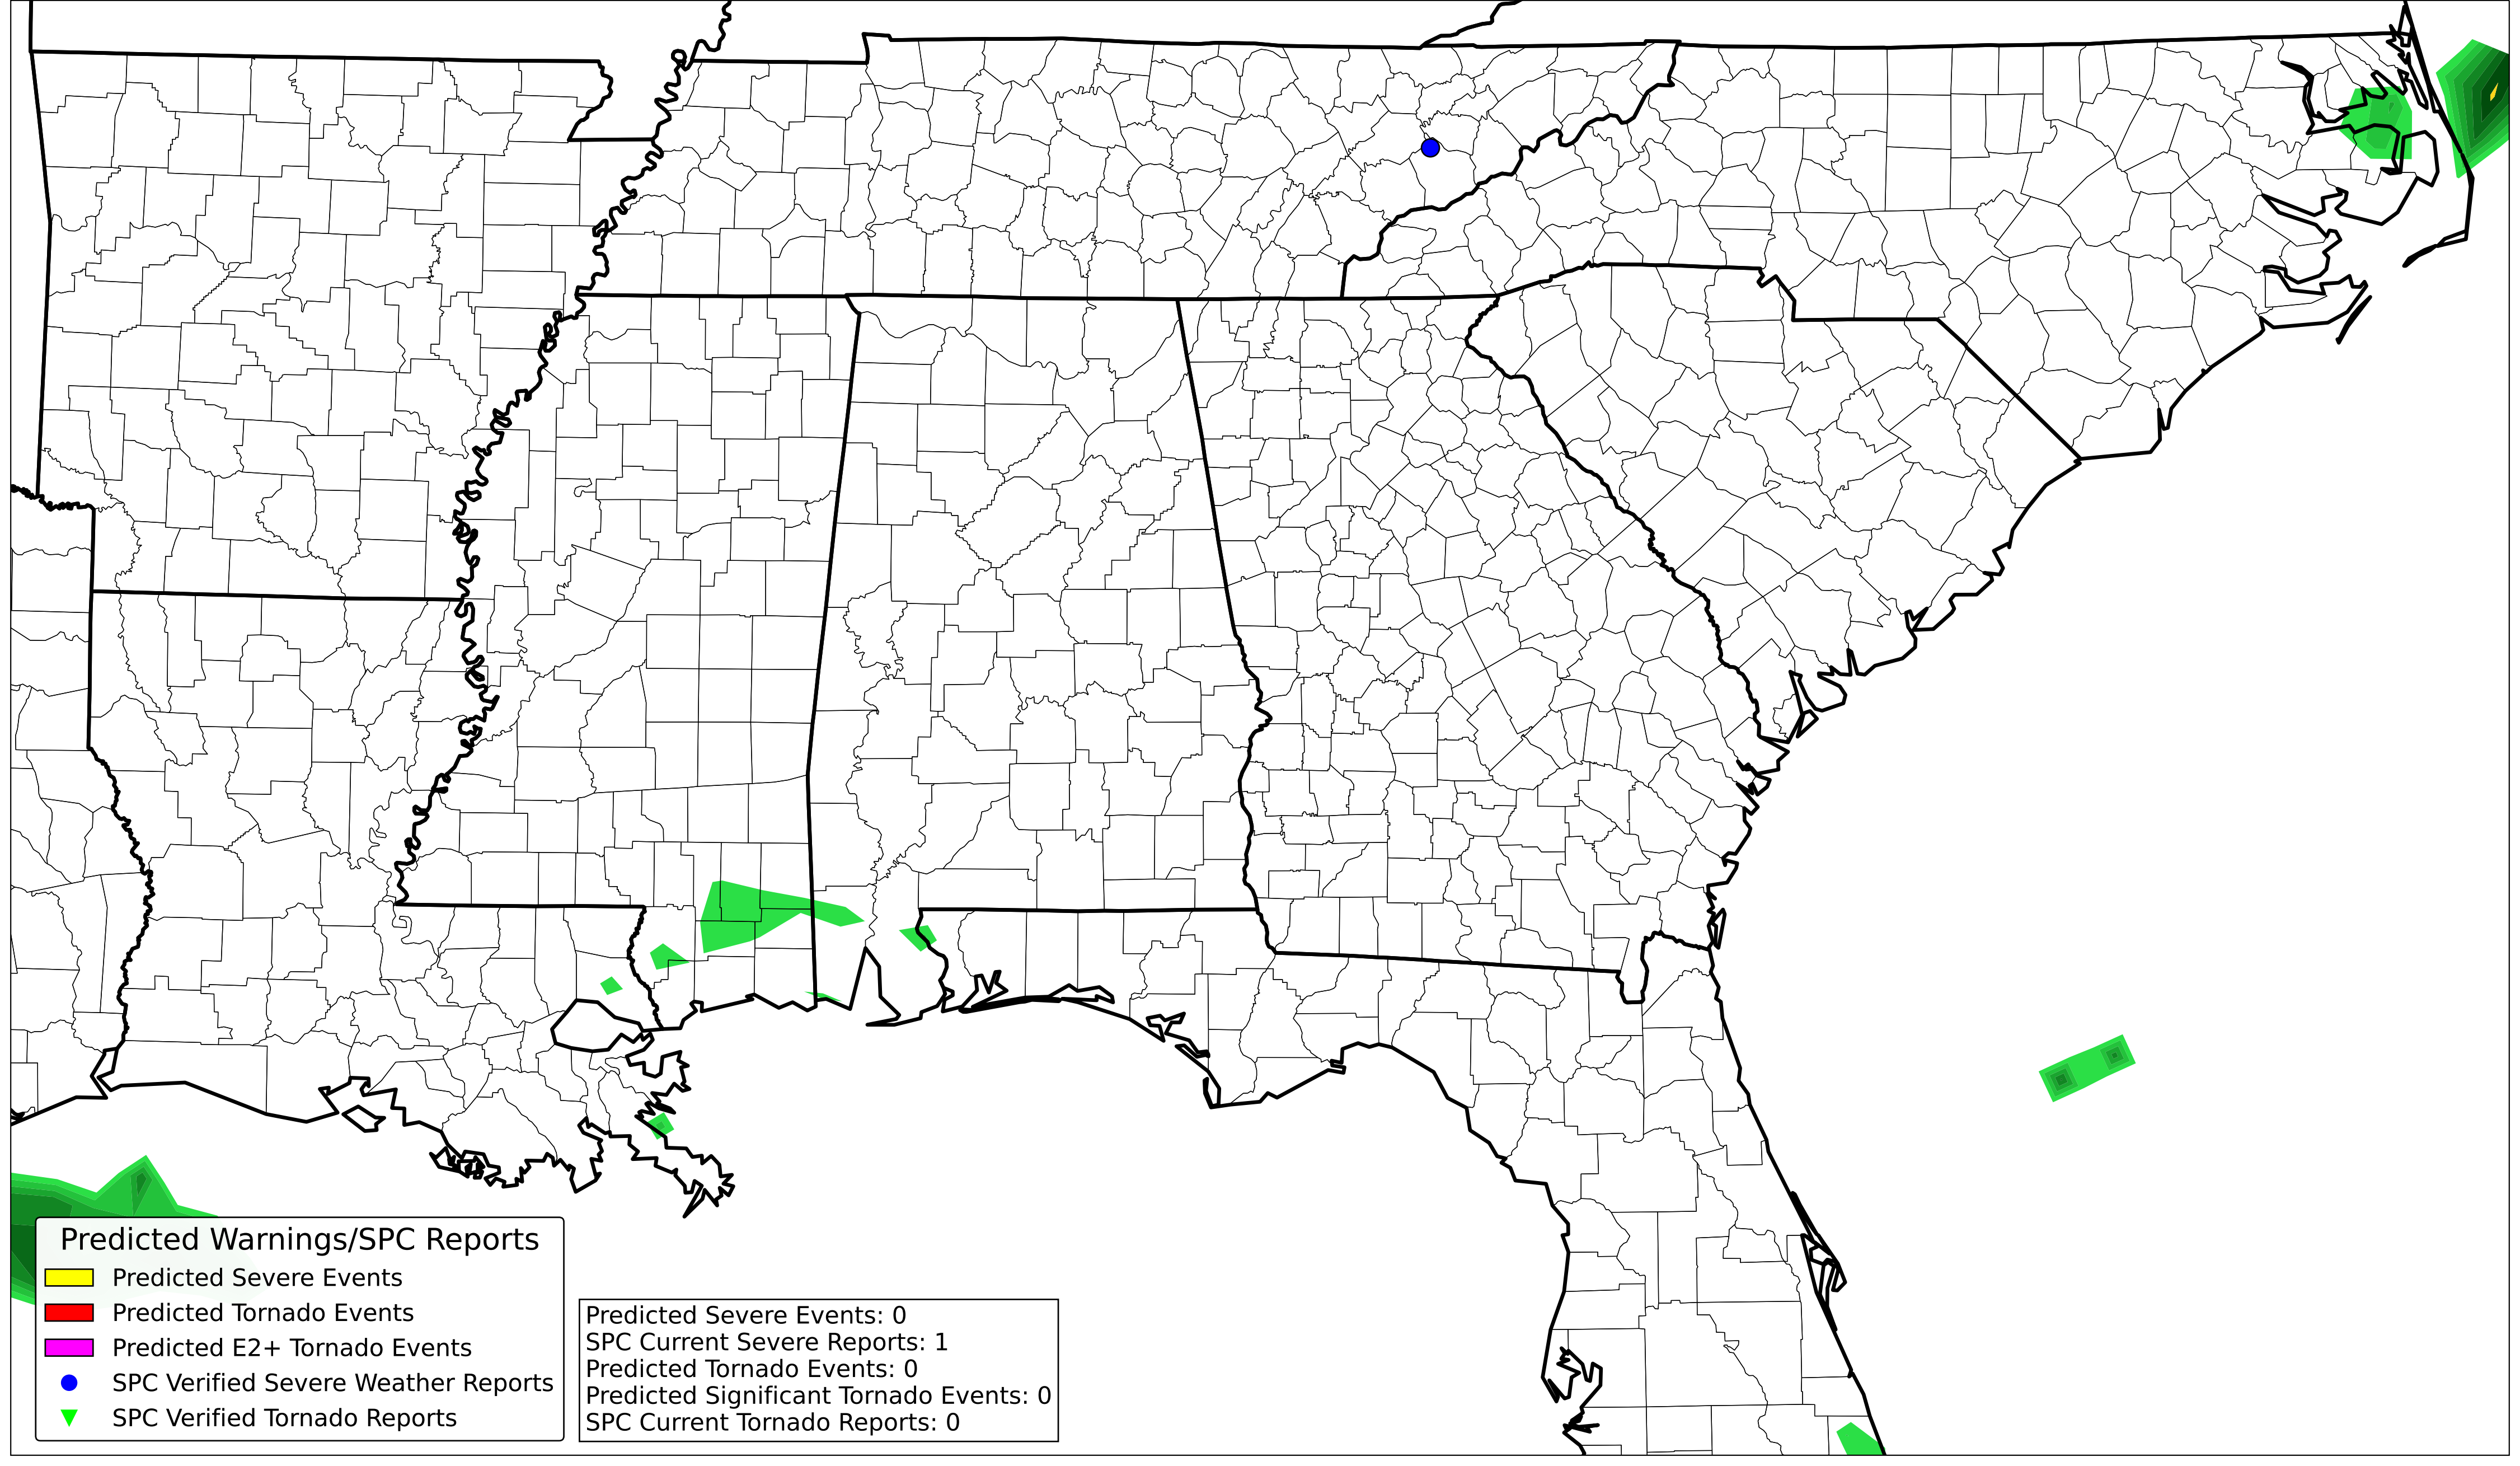 Predicted Warnings/SPC Reports
Predicted Severe Events
Predicted Tornado Events
Predicted E2+ Tornado Events
SPC Verified Severe Weather Reports
SPC Verified Tornado Reports
Predicted Severe Events: 0
SPC Current Severe Reports: 1
Predicted Tornado Events: 0
Predicted Significant Tornado Events: 0
SPC Current Tornado Reports: 0